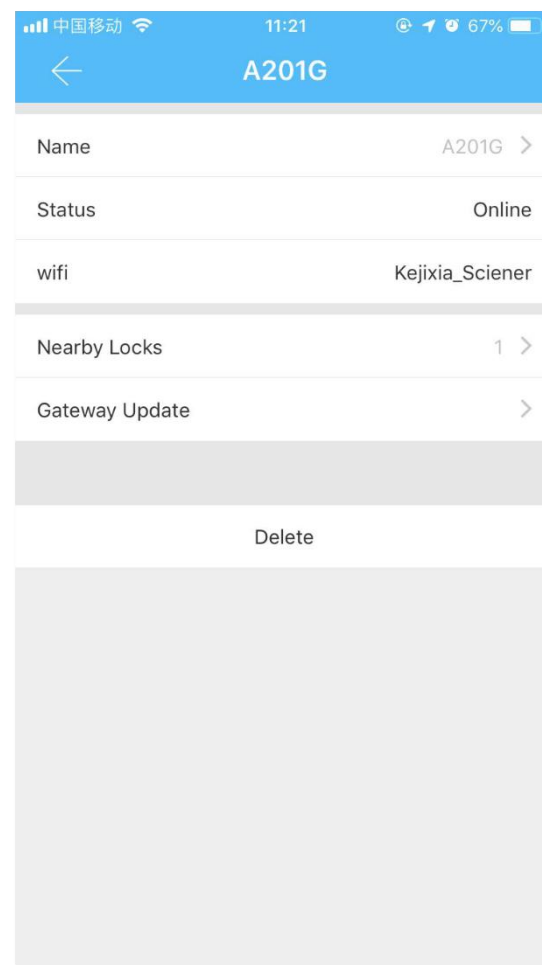 中国移动 11:21 67%
A201G
Name A201G
Status Online
wifi Kejixia_Sciener
Nearby Locks 1
Gateway Update
Delete